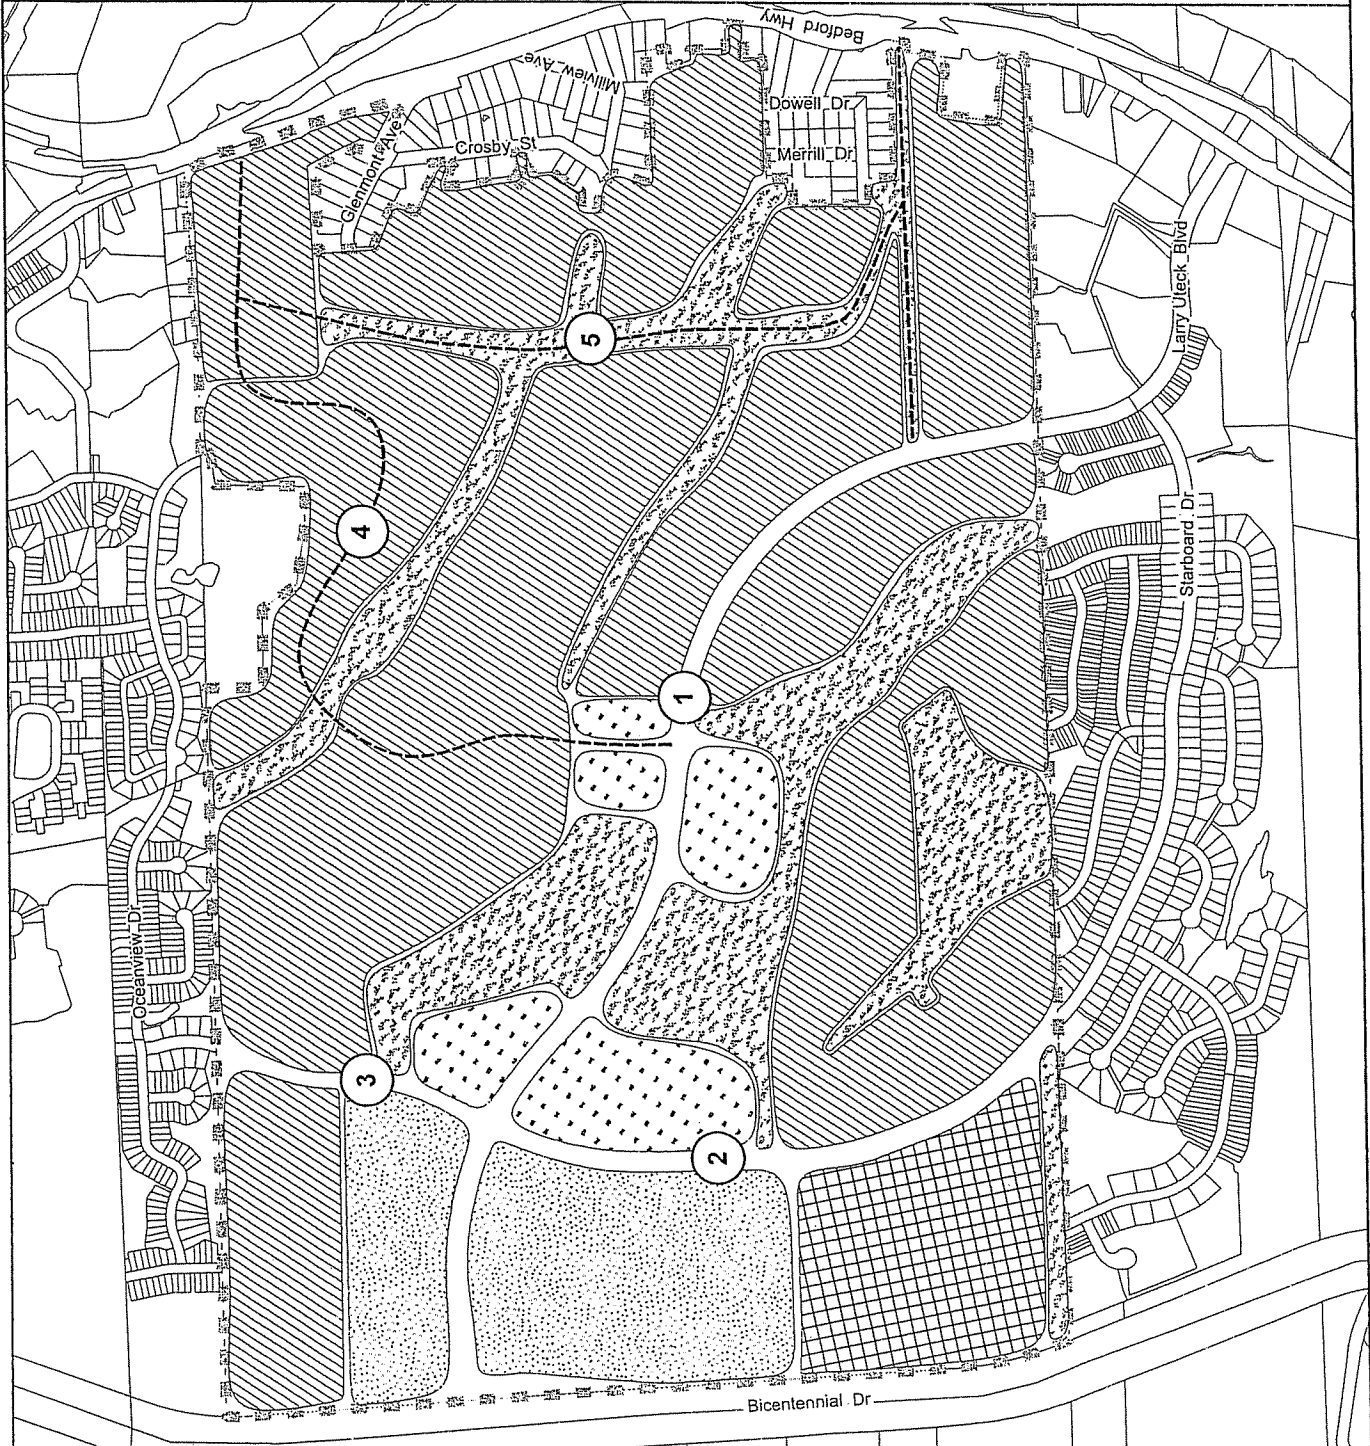 Bedford Hwy
Millview Ave
Dowell Dr
Crosby St
Merrill Dr
Glenmont Ave
Larry Uteck Blvd
5
4
Starboard Dr
1
Oceanview Dr
3
2
Bicentennial Dr